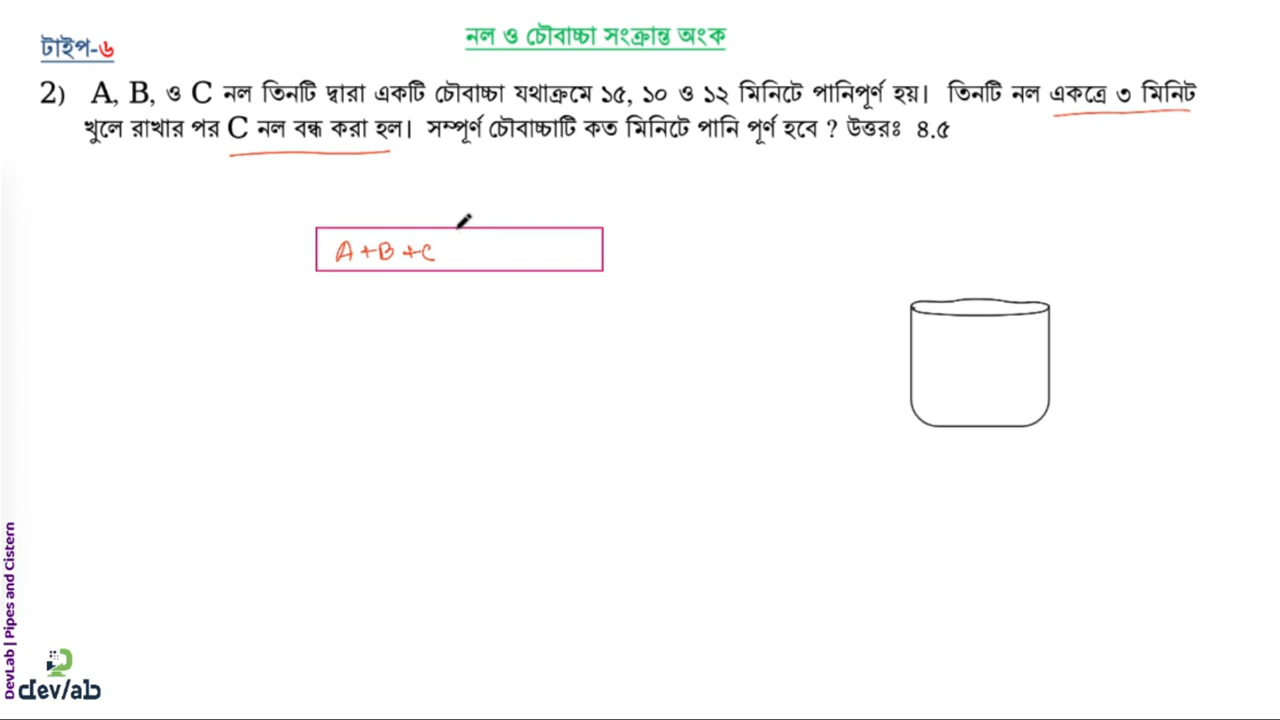 নল ও চৌবাচ্চা সংক্রান্ত অংক
টাইপ-৬
2) A, B, ও C নল তিনটি দ্বারা একটি চৌবাচ্চা যথাক্রমে ১৫, ১০ ও ১২ মিনিটে পানিপূর্ণ হয়। তিনটি নল একত্রে ৩ মিনিট
খুলে রাখার পর C নল বন্ধ করা হল। সম্পূর্ণ চৌবাচ্চাটি কত মিনিটে পানি পূর্ণ হবে ? উত্তরঃ ৪.৫
A+B+C
DevLab | Pipes and Cistern
dev/ab